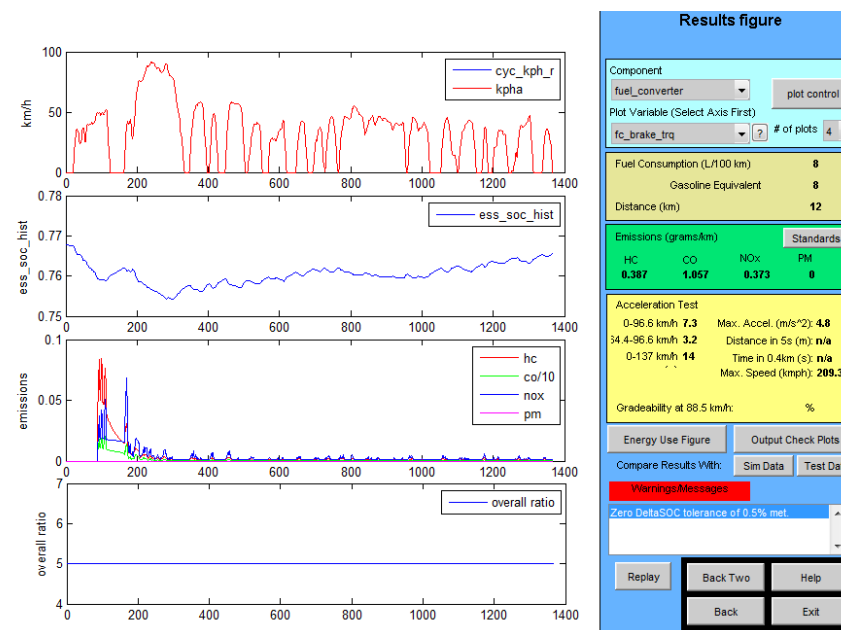 Results figure
100
50
0
km/h
cyc_kph_r
kpha
0 200 400 600 800 1000 1200 1400
0.78
0.77
0.76
0.75
ess_soc_hist
ess_soc_hist
0 200 400 600 800 1000 1200 1400
0.1
0.05
0
emissions
hc
co/10
nox
pm
0 200 400 600 800 1000 1200 1400
7
6
5
4
overall ratio
overall ratio
0 200 400 600 800 1000 1200 1400
Component
fuel_converter
plot control
Plot Variable (Select Axis First)
fc_brake_trq ? # of plots 4
Fuel Consumption (L/100 km) 8
Gasoline Equivalent 8
Distance (km) 12
Emissions (grams/km) Standards
HC CO NOx PM
0.387 1.057 0.373 0
Acceleration Test
0-96.6 km/h 7.3 Max. Accel. (m/s^2): 4.8
64.4-96.6 km/h 3.2 Distance in 5s (m): n/a
0-137 km/h 14 Time in 0.4km (s): n/a
Max. Speed (kmph): 209.3
Gradeability at 88.5 km/h: %
Energy Use Figure Output Check Plots
Compare Results With: Sim Data Test Da
Warnings/Messages
Zero DeltaSOC tolerance of 0.5% met.
Replay Back Two Help
Back Exit